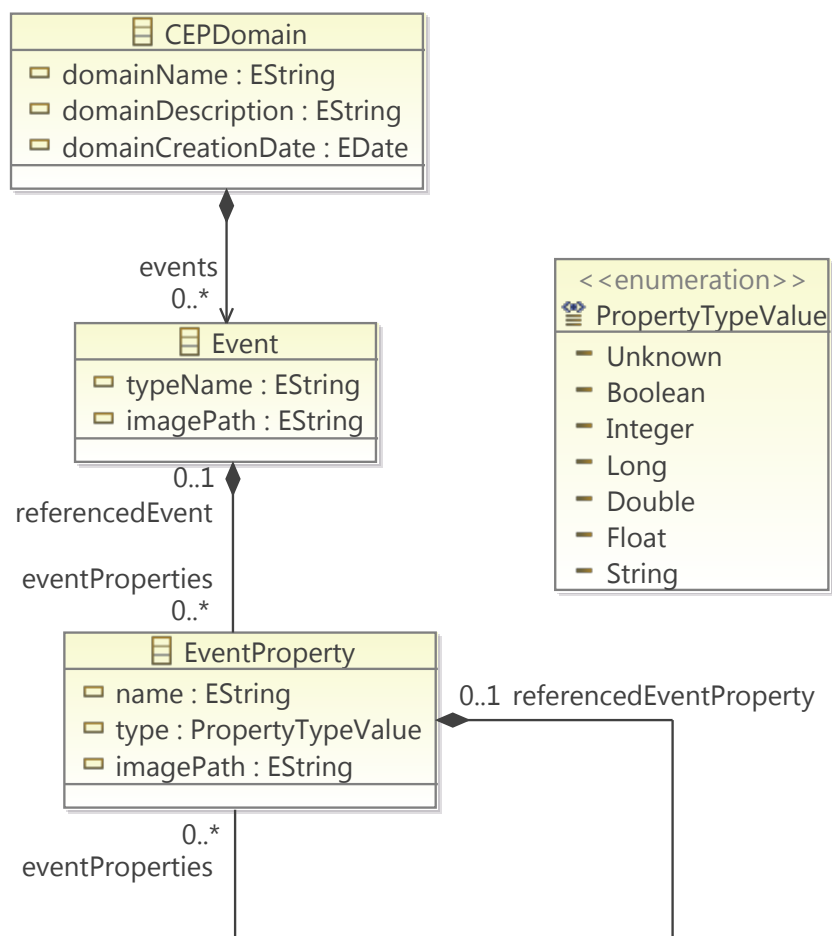 CEPDomain
domainName : EString
domainDescription : EString
domainCreationDate : EDate
events
0..*
Event
typeName : EString
imagePath : EString
<<enumeration>>
PropertyTypeValue
Unknown
Boolean
Integer
Long
Double
Float
String
0..1
referencedEvent
eventProperties
0..*
EventProperty
name : EString
type : PropertyTypeValue
imagePath : EString
0..1 referencedEventProperty
0..*
eventProperties